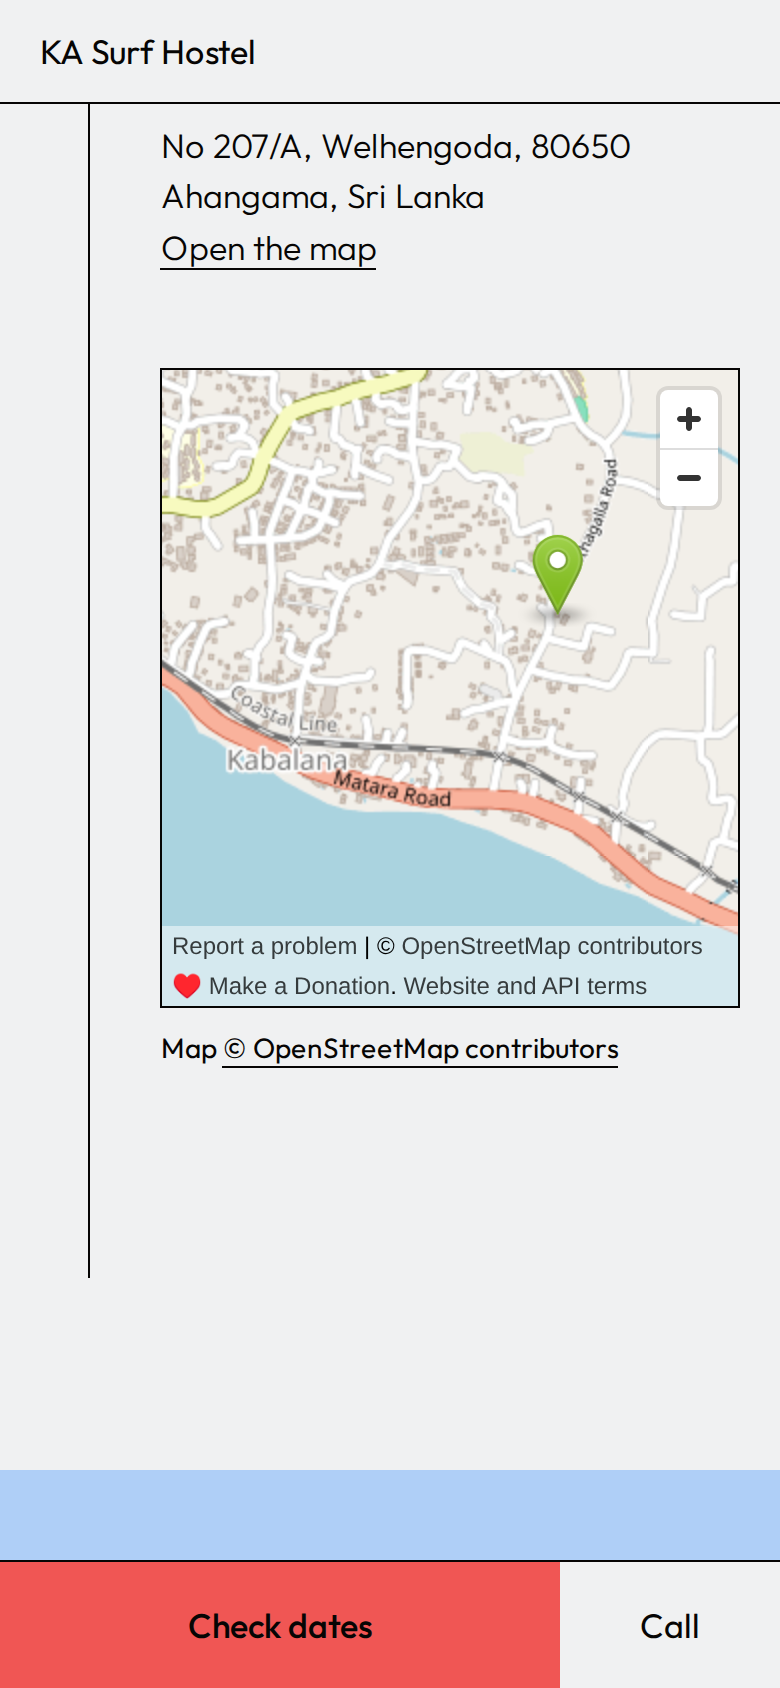 KA Surf Hostel
No 207/A, Welhengoda, 80650
Ahangama, Sri Lanka
Open the map
+
−
Coastal Line
Kabalana
Matara Road
Report a problem | © OpenStreetMap contributors
♥ Make a Donation. Website and API terms
Map © OpenStreetMap contributors
Check dates
Call